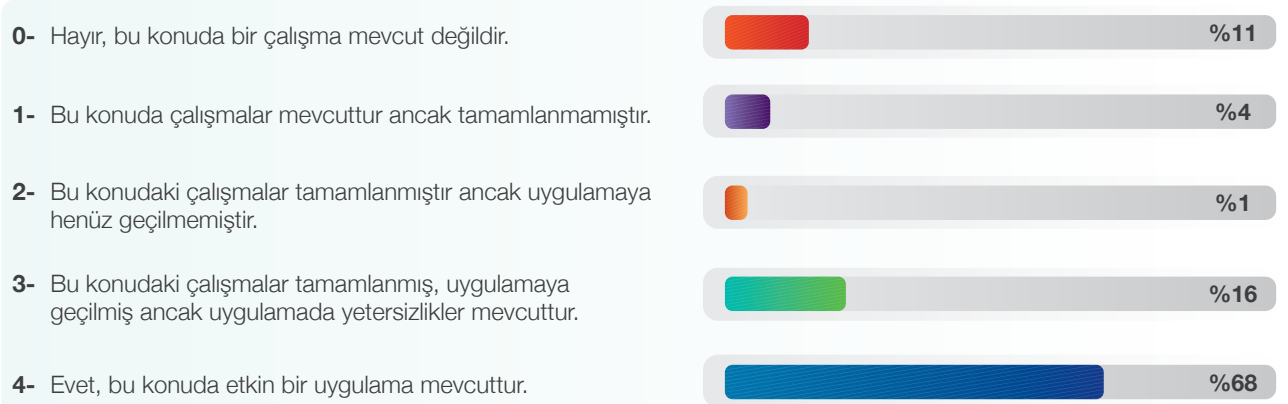 0- Hayır, bu konuda bir çalışma mevcut değildir. %11
1- Bu konuda çalışmalar mevcuttur ancak tamamlanmamıştır. %4
2- Bu konudaki çalışmalar tamamlanmıştır ancak uygulamaya
henüz geçilmemiştir. %1
3- Bu konudaki çalışmalar tamamlanmış, uygulamaya
geçilmiş ancak uygulamada yetersizlikler mevcuttur. %16
4- Evet, bu konuda etkin bir uygulama mevcuttur. %68